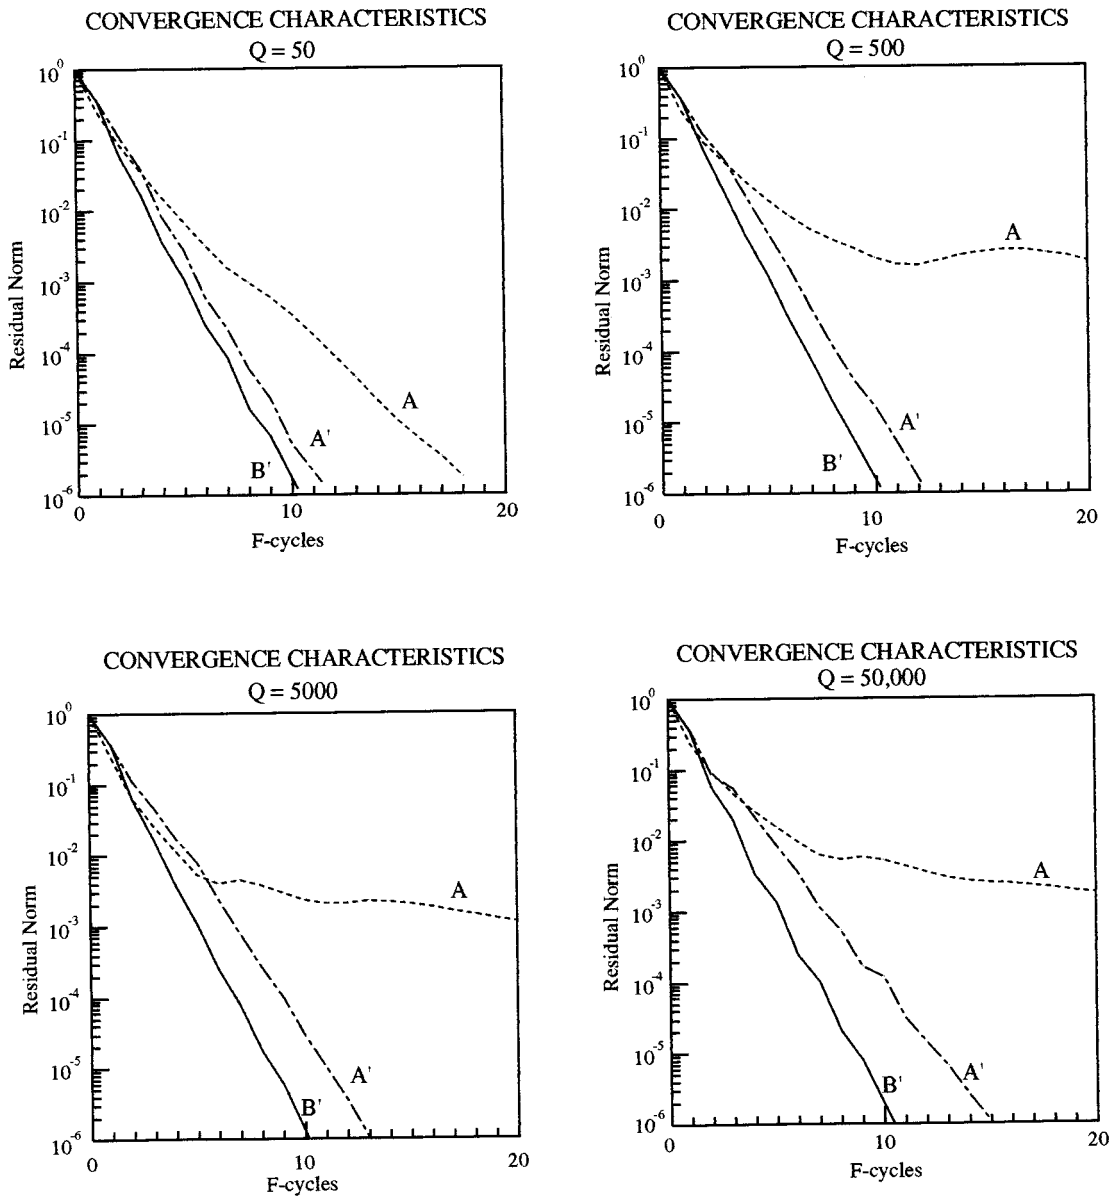 CONVERGENCE CHARACTERISTICS
Q = 50
10^0
10^-1
10^-2
10^-3
10^-4
10^-5
10^-6
Residual Norm
A
A'
B'
0
10
20
F-cycles
CONVERGENCE CHARACTERISTICS
Q = 500
10^0
10^-1
10^-2
10^-3
10^-4
10^-5
10^-6
Residual Norm
A
A'
B'
0
10
20
F-cycles
CONVERGENCE CHARACTERISTICS
Q = 5000
10^0
10^-1
10^-2
10^-3
10^-4
10^-5
10^-6
Residual Norm
A
A'
B'
0
10
20
F-cycles
CONVERGENCE CHARACTERISTICS
Q = 50,000
10^0
10^-1
10^-2
10^-3
10^-4
10^-5
10^-6
Residual Norm
A
A'
B'
0
10
20
F-cycles